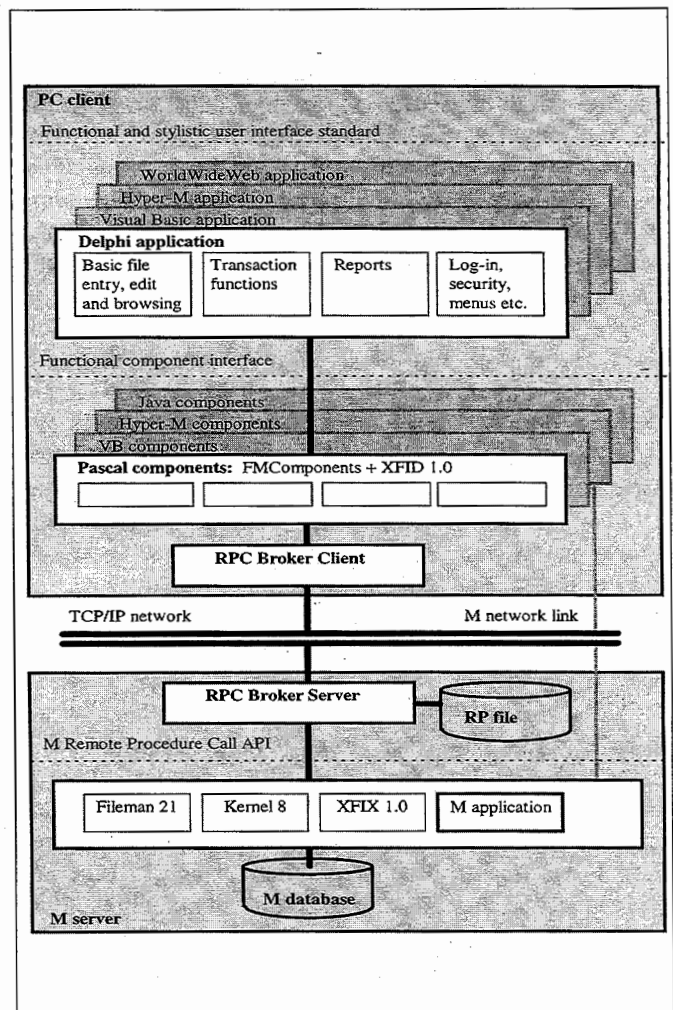 PC client
Functional and stylistic user interface standard
WorldWideWeb application
Hyper-M application
Visual Basic application
Delphi application
Basic file
entry, edit
and browsing
Transaction
functions
Reports
Log-in,
security,
menus etc.
Functional component interface
Java components
Hyper-M components
VB components
Pascal components: FMComponents + XFID 1.0
RPC Broker Client
TCP/IP network
M network link
RPC Broker Server
RP file
M Remote Procedure Call API
Fileman 21
Kernel 8
XFIX 1.0
M application
M database
M server